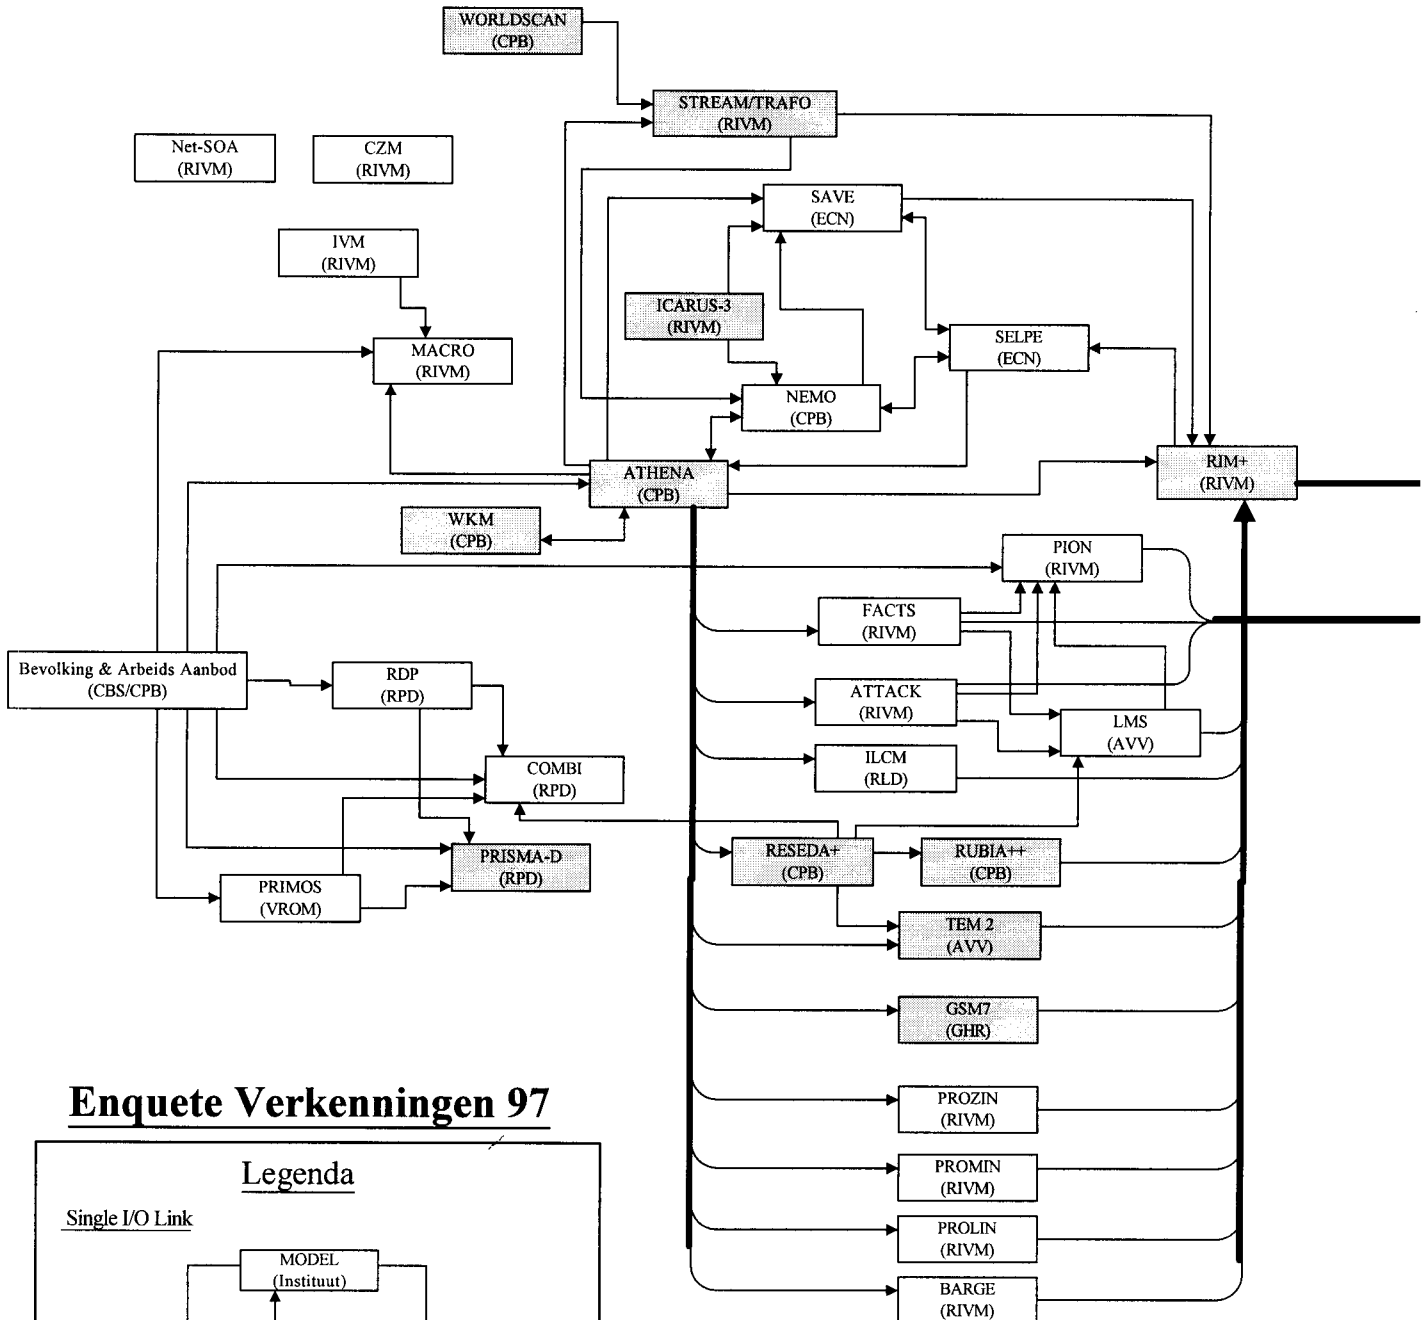 WORLDSCAN
(CPB)
STREAM/TRAFO
(RIVM)
Net-SOA
(RIVM)
CZM
(RIVM)
SAVE
(ECN)
IVM
(RIVM)
ICARUS-3
(RIVM)
SELPE
(ECN)
MACRO
(RIVM)
NEMO
(CPB)
ATHENA
(CPB)
RIM+
(RIVM)
WKM
(CPB)
PION
(RIVM)
FACTS
(RIVM)
Bevolking & Arbeids Aanbod
(CBS/CPB)
RDP
(RPD)
ATTACK
(RIVM)
LMS
(AVV)
ILCM
(RLD)
COMBI
(RPD)
PRISMA-D
(RPD)
RESEDA+
(CPB)
RUBIA++
(CPB)
PRIMOS
(VROM)
TEM 2
(AVV)
GSM7
(GHR)
PROZIN
(RIVM)
PROMIN
(RIVM)
PROLIN
(RIVM)
BARGE
(RIVM)
Enquete Verkenningen 97
Legenda
Single I/O Link
MODEL
(Instituut)